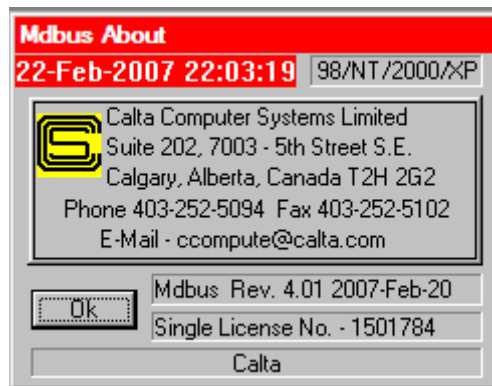 Mdbus About
22-Feb-2007 22:03:19 98/NT/2000/XP
Calta Computer Systems Limited
Suite 202, 7003 - 5th Street S.E.
Calgary, Alberta, Canada T2H 2G2
Phone 403-252-5094 Fax 403-252-5102
E-Mail - ccompute@calta.com
Mdbus Rev. 4.01 2007-Feb-20
Ok
Single License No. - 1501784
Calta